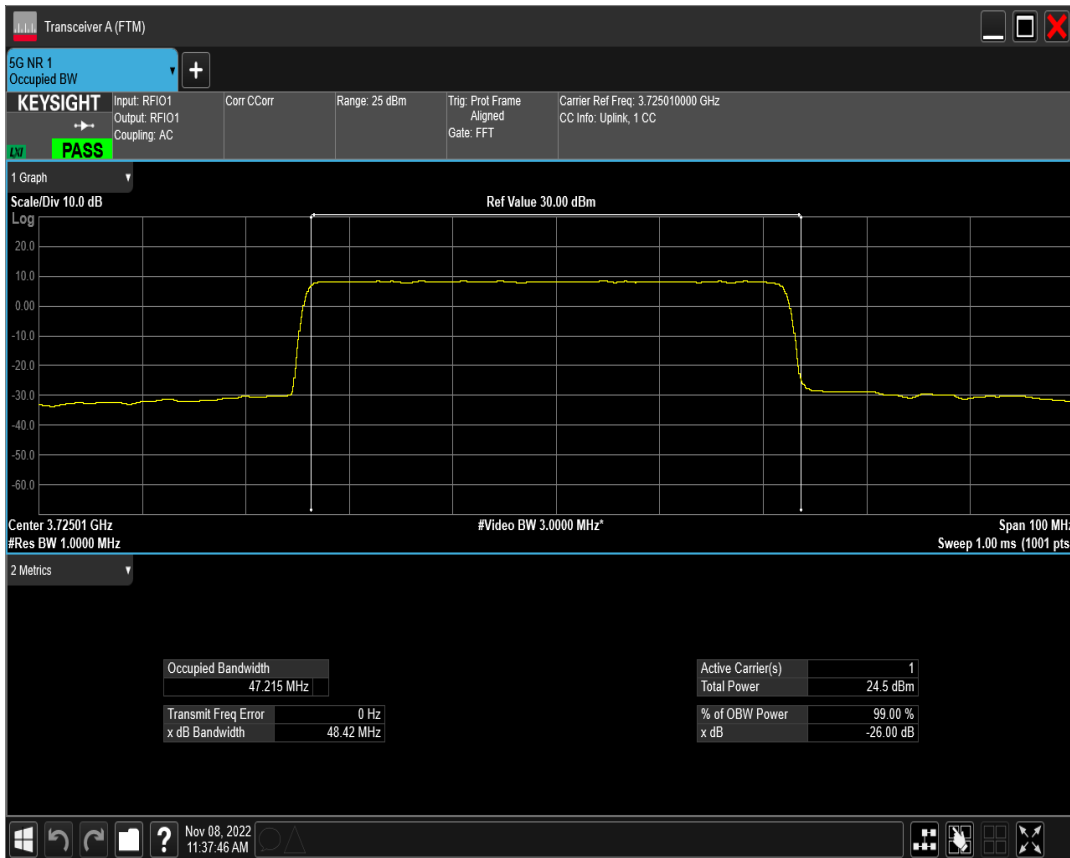 Transceiver A (FTM)
5G NR 1
Occupied BW
+
KEYSIGHT
LXI
PASS
Input: RFIO1
Output: RFIO1
Coupling: AC
Corr CCorr
Range: 25 dBm
Trig: Prot Frame
Aligned
Gate: FFT
Carrier Ref Freq: 3.725010000 GHz
CC Info: Uplink, 1 CC
1 Graph
Scale/Div 10.0 dB
Ref Value 30.00 dBm
Log
20.0
10.0
0.00
-10.0
-20.0
-30.0
-40.0
-50.0
-60.0
Center 3.72501 GHz
#Video BW 3.0000 MHz*
Span 100 MHz
#Res BW 1.0000 MHz
Sweep 1.00 ms (1001 pts
2 Metrics
Occupied Bandwidth
47.215 MHz
Transmit Freq Error 0 Hz
x dB Bandwidth 48.42 MHz
Active Carrier(s) 1
Total Power 24.5 dBm
% of OBW Power 99.00 %
x dB -26.00 dB
?
Nov 08, 2022
11:37:46 AM